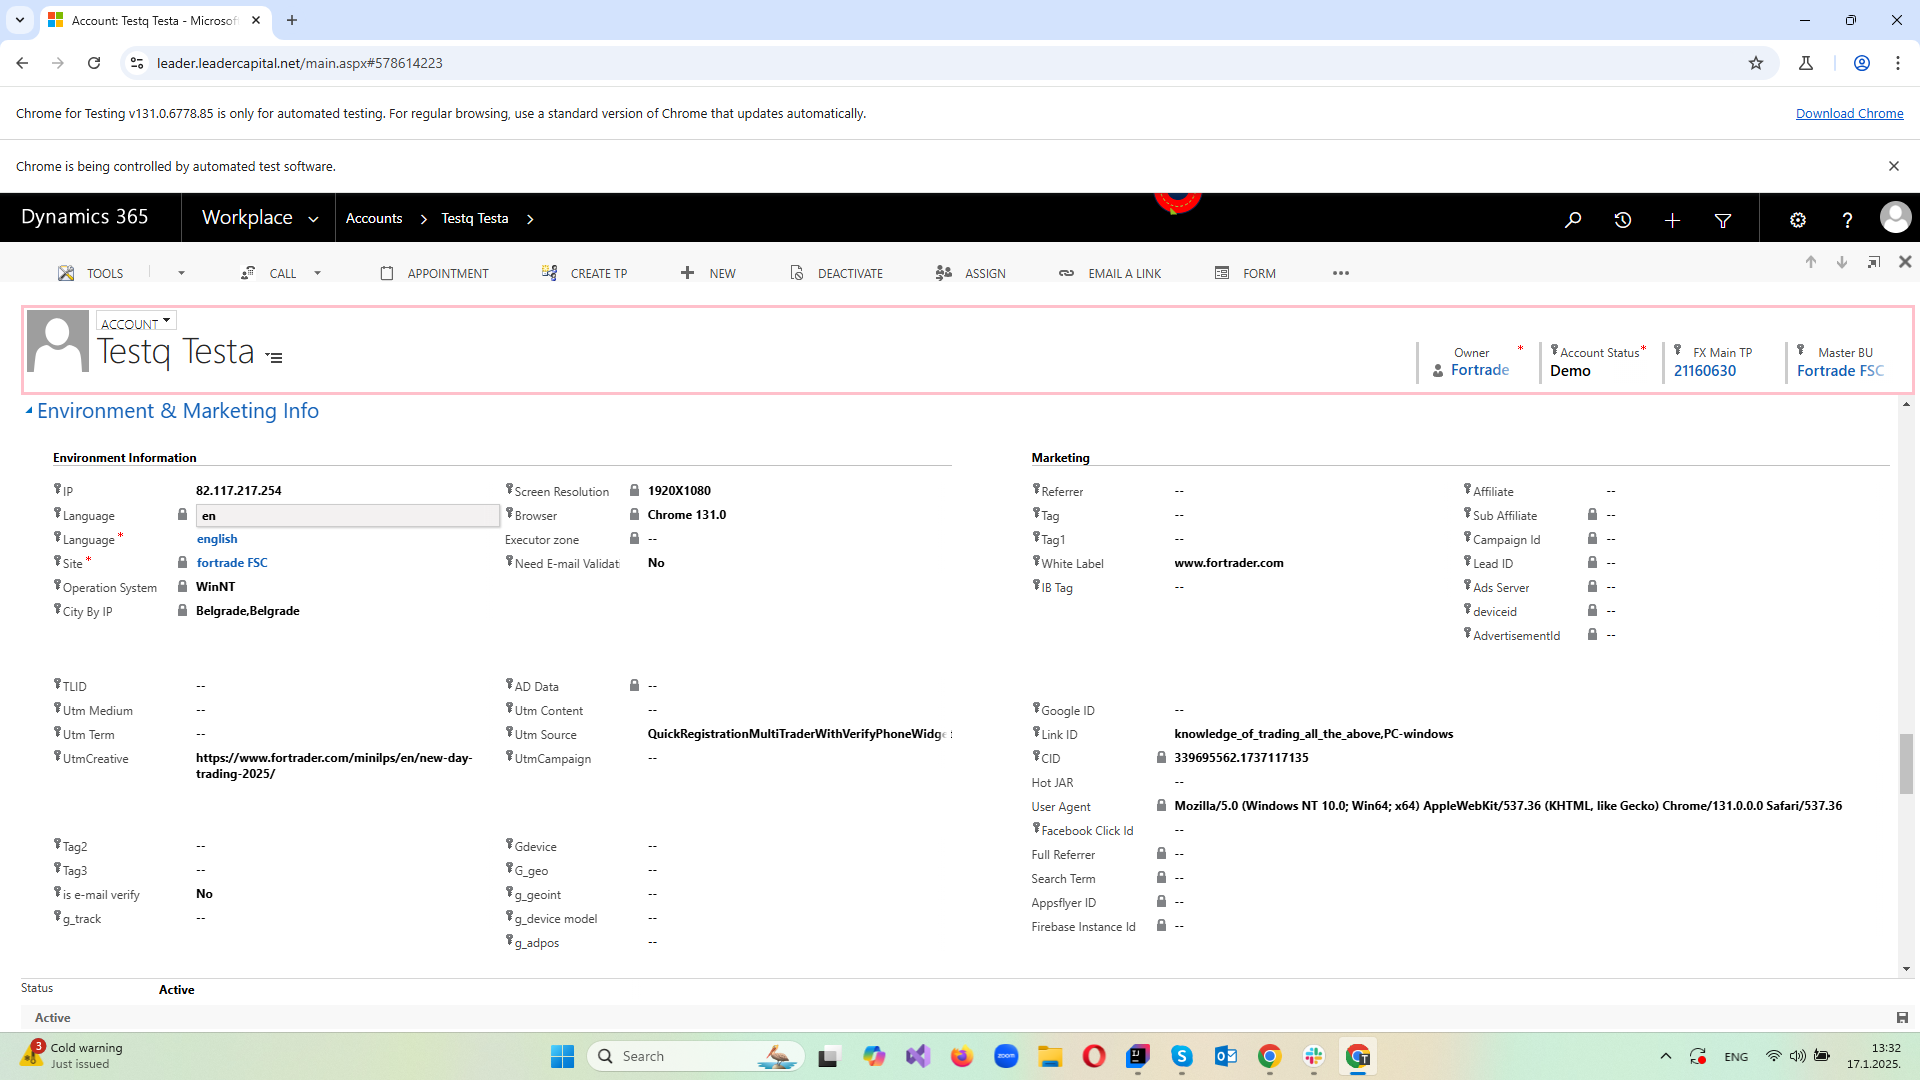 Account: Testq Testa - Microsof
leader.leadercapital.net/main.aspx#578614223
Chrome for Testing v131.0.6778.85 is only for automated testing. For regular browsing, use a standard version of Chrome that updates automatically.
Download Chrome
Chrome is being controlled by automated test software.
Dynamics 365
Workplace
Accounts
Testq Testa
TOOLS
CALL
APPOINTMENT
CREATE TP
NEW
DEACTIVATE
ASSIGN
EMAIL A LINK
FORM
ACCOUNT
Testq Testa
Owner *
Fortrade
Account Status *
Demo
FX Main TP
21160630
Master BU
Fortrade FSC
Environment & Marketing Info
Environment Information
IP 82.117.217.254
Language en
Language * english
Site * fortrade FSC
Operation System WinNT
City By IP Belgrade,Belgrade
Screen Resolution 1920X1080
Browser Chrome 131.0
Executor zone --
Need E-mail Validat No
Marketing
Referrer --
Tag --
Tag1 --
White Label www.fortrader.com
IB Tag --
Affiliate --
Sub Affiliate --
Campaign Id --
Lead ID --
Ads Server --
deviceid --
AdvertisementId --
TLID --
Utm Medium --
Utm Term --
UtmCreative https://www.fortrader.com/minilps/en/new-day-
trading-2025/
AD Data --
Utm Content --
Utm Source QuickRegistrationMultiTraderWithVerifyPhoneWidge
UtmCampaign --
Google ID --
Link ID knowledge_of_trading_all_the_above,PC-windows
CID 339695562.1737117135
Hot JAR --
User Agent Mozilla/5.0 (Windows NT 10.0; Win64; x64) AppleWebKit/537.36 (KHTML, like Gecko) Chrome/131.0.0.0 Safari/537.36
Facebook Click Id --
Full Referrer --
Search Term --
Appsflyer ID --
Firebase Instance Id --
Tag2 --
Tag3 --
is e-mail verify No
g_track --
Gdevice --
G_geo --
g_geoint --
g_device model --
g_adpos --
Status Active
Active
3
Cold warning
Just issued
Search
zoom
ENG
13:32
17.1.2025.